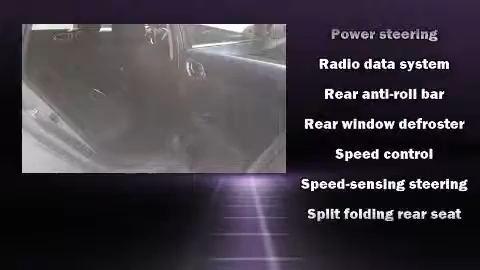 Power steering
Radio data system
Rear anti-roll bar
Rear window defroster
Speed control
Speed-sensing steering
Split folding rear seat